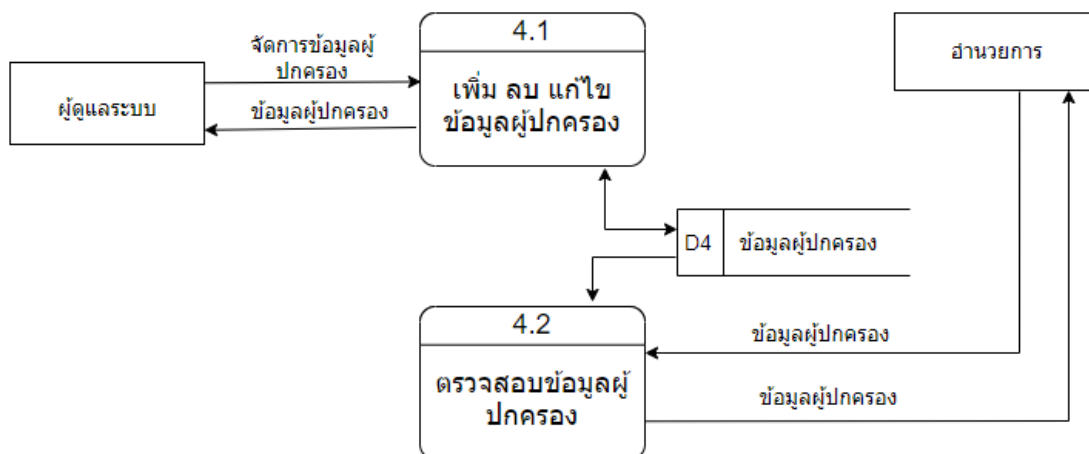 4.1
จัดการข้อมูลผู้
ปกครอง
อำนวยการ
ผู้ดูแลระบบ
เพิ่ม ลบ แก้ไข
ข้อมูลผู้ปกครอง
ข้อมูลผู้ปกครอง
D4
ข้อมูลผู้ปกครอง
4.2
ข้อมูลผู้ปกครอง
ตรวจสอบข้อมูลผู้
ปกครอง
ข้อมูลผู้ปกครอง